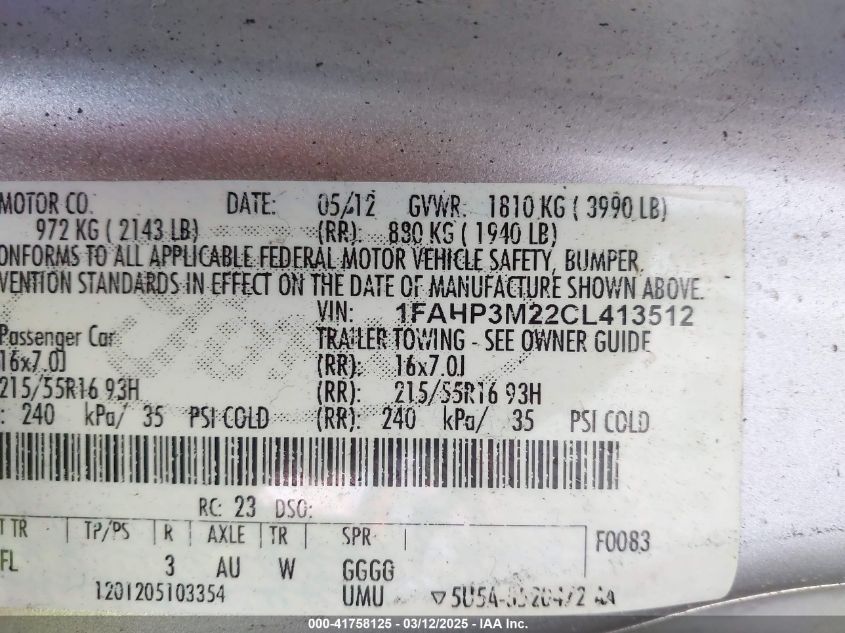 MOTOR CO. DATE: 05/12 GVWR: 1810 KG ( 3990 LB)
972 KG ( 2143 LB) (RR): 880 KG ( 1940 LB)
ONFORMS TO ALL APPLICABLE FEDERAL MOTOR VEHICLE SAFETY, BUMPER,
VENTION STANDARDS IN EFFECT ON THE DATE OF MANUFACTURE SHOWN ABOVE.
VIN: 1FAHP3M22CL413512
Passenger Car TRAILER TOWING - SEE OWNER GUIDE
16x7.0J (RR): 16x7.0J
215/55R16 93H (RR): 215/55R16 93H
: 240 kPa/ 35 PSI COLD (RR): 240 kPa/ 35 PSI COLD
RC: 23 DSO:
T TR TP/PS R AXLE TR SPR F0083
FL 3 AU W GGGG
1201205103354 UMU AA
000-41758125 - 03/12/2025 - IAA Inc.